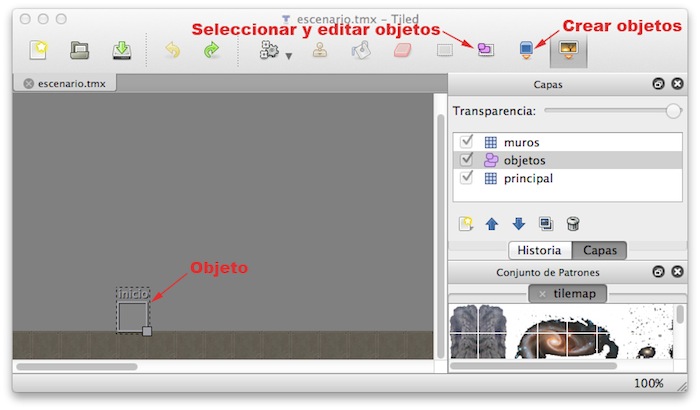 escenario.tmx - Tiled
Seleccionar y editar objetos
Crear objetos
escenario.tmx
Capas
Transparencia:
muros
objetos
principal
Historia
Capas
Objeto
inicio
Conjunto de Patrones
tilemap
100%